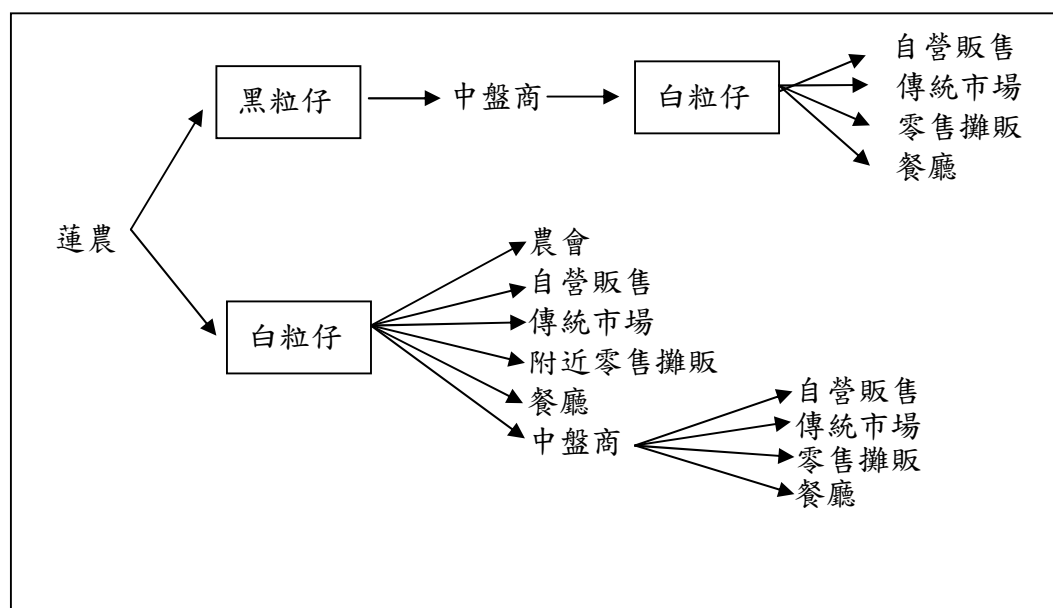 黑粒仔
中盤商
白粒仔
自營販售
傳統市場
零售攤販
餐廳
蓮農
白粒仔
農會
自營販售
傳統市場
附近零售攤販
餐廳
中盤商
自營販售
傳統市場
零售攤販
餐廳